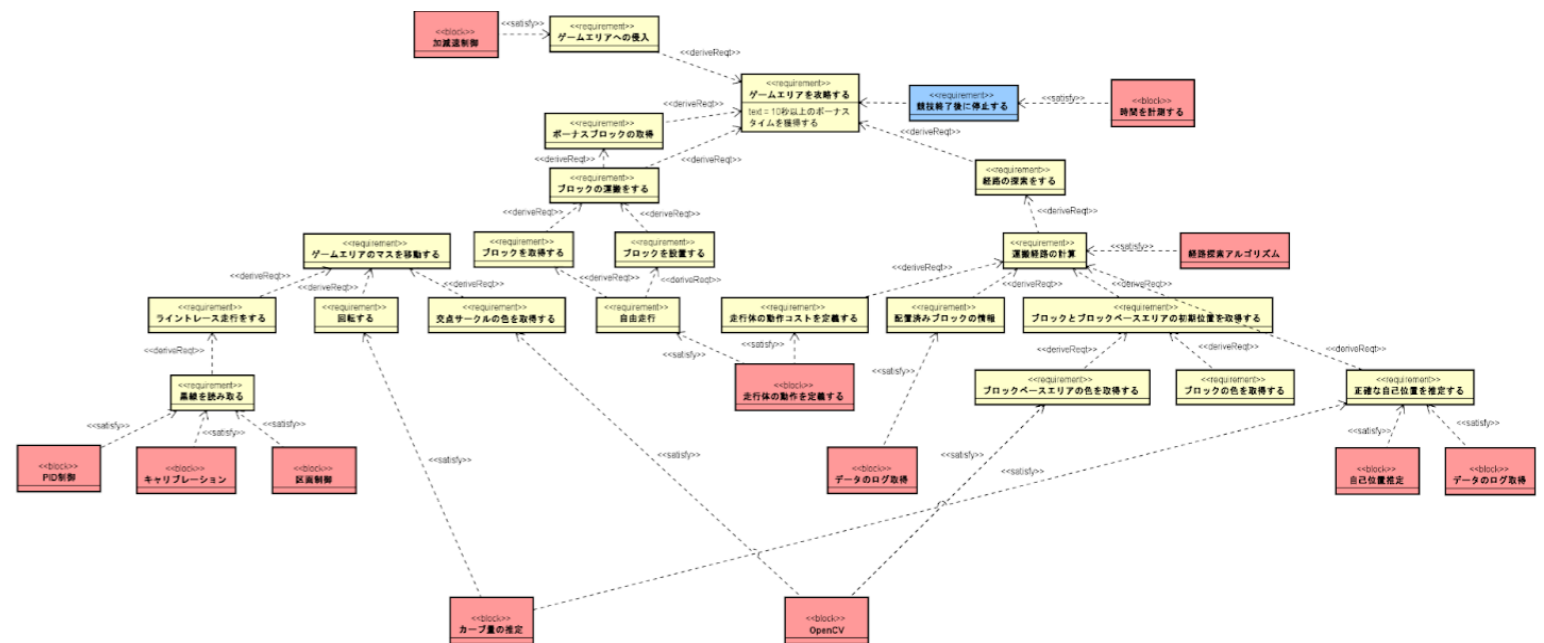 <<block>>
加減速制御
<<satisfy>>
<<requirement>>
ゲームエリアへの侵入
<<deriveReqt>>
<<requirement>>
ゲームエリアを攻略する
text = 10秒以上のボーナス
タイムを獲得する
<<requirement>>
競技終了後に停止する
<<satisfy>>
<<block>>
時間を計測する
<<deriveReqt>>
<<requirement>>
ボーナスブロックの取得
<<deriveReqt>>
<<deriveReqt>>
<<deriveReqt>>
<<requirement>>
ブロックの運搬をする
<<requirement>>
経路の探索をする
<<deriveReqt>>
<<deriveReqt>>
<<deriveReqt>>
<<requirement>>
ゲームエリアのマスを移動する
<<requirement>>
ブロックを取得する
<<requirement>>
ブロックを設置する
<<requirement>>
運搬経路の計算
<<satisfy>>
経路探索アルゴリズム
<<deriveReqt>>
<<deriveReqt>>
<<deriveReqt>>
<<deriveReqt>>
<<deriveReqt>>
<<deriveReqt>>
<<deriveReqt>>
<<deriveReqt>>
<<requirement>>
ライントレース走行をする
<<requirement>>
回転する
<<requirement>>
交点サークルの色を取得する
<<requirement>>
自由走行
<<requirement>>
走行体の動作コストを定義する
<<requirement>>
配置済みブロックの情報
<<requirement>>
ブロックとブロックベースエリアの初期位置を取得する
<<deriveReqt>>
<<satisfy>>
<<satisfy>>
<<satisfy>>
<<deriveReqt>>
<<deriveReqt>>
<<deriveReqt>>
<<requirement>>
黒線を読み取る
<<block>>
走行体の動作を定義する
<<requirement>>
ブロックベースエリアの色を取得する
<<requirement>>
ブロックの色を取得する
<<requirement>>
正確な自己位置を推定する
<<satisfy>>
<<satisfy>>
<<satisfy>>
<<satisfy>>
<<satisfy>>
<<satisfy>>
<<satisfy>>
<<satisfy>>
<<satisfy>>
<<satisfy>>
<<block>>
PID制御
<<block>>
キャリブレーション
<<block>>
区画制御
<<block>>
データのログ取得
<<block>>
自己位置推定
<<block>>
データのログ取得
<<block>>
カーブ量の推定
<<block>>
OpenCV